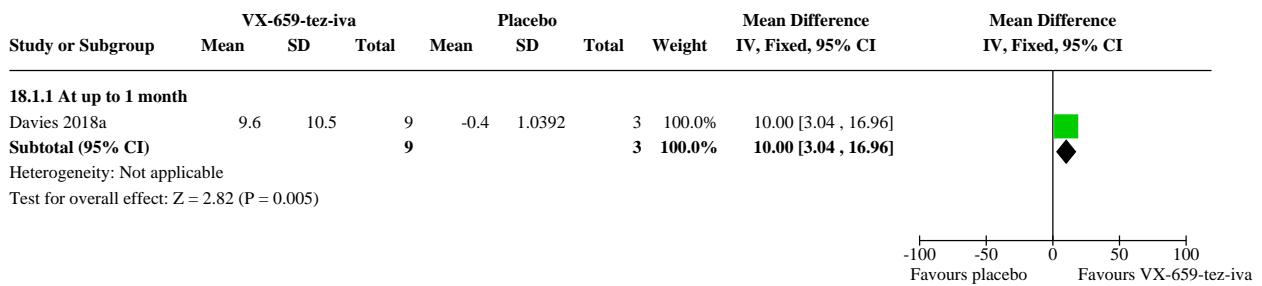 VX-659-tez-iva Placebo Mean Difference Mean Difference
Study or Subgroup Mean SD Total Mean SD Total Weight IV, Fixed, 95% CI IV, Fixed, 95% CI
18.1.1 At up to 1 month
Davies 2018a 9.6 10.5 9 -0.4 1.0392 3 100.0% 10.00 [3.04 , 16.96]
Subtotal (95% CI) 9 3 100.0% 10.00 [3.04 , 16.96]
Heterogeneity: Not applicable
Test for overall effect: Z = 2.82 (P = 0.005)
-100 -50 0 50 100
Favours placebo Favours VX-659-tez-iva